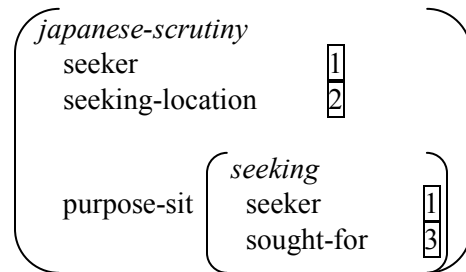 japanese-scrutiny
seeker 1
seeking-location 2
seeking
purpose-sit seeker 1
sought-for 3